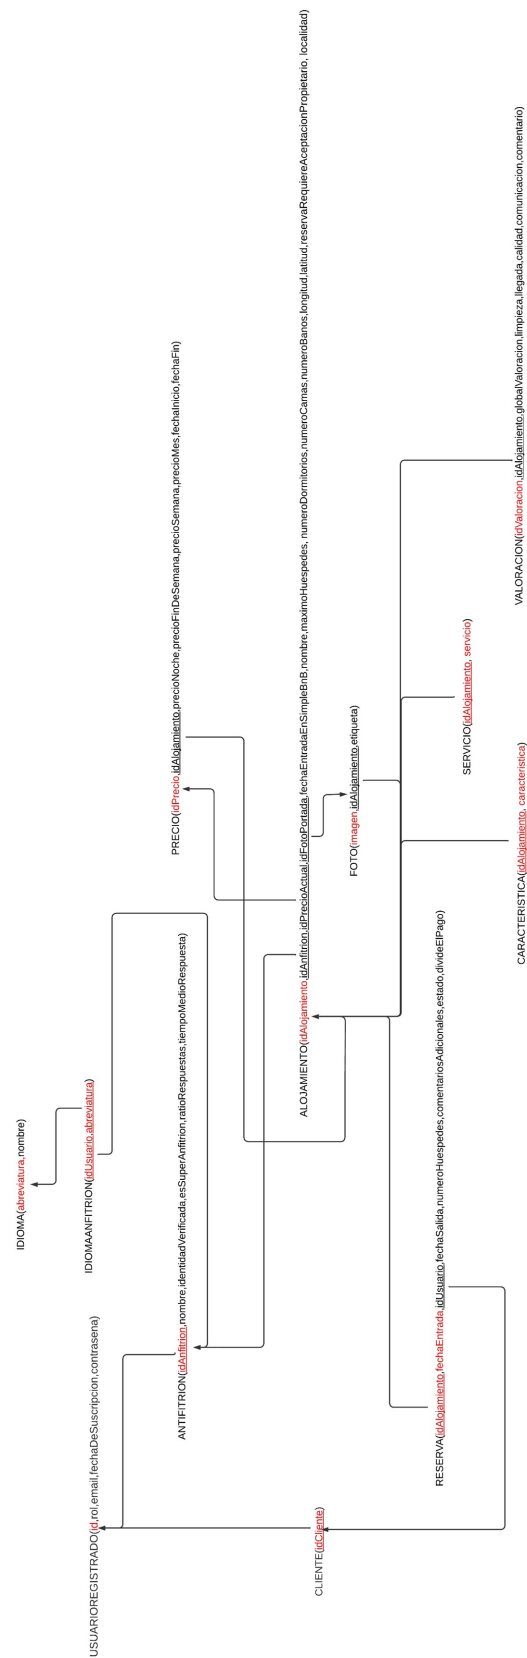 IDIOMA(abreviatura,nombre)
IDIOMAANFITRION(idUsuario,abreviatura)
USUARIOREGISTRADO(id,rol,email,fechaDeSuscripcion,contrasena)
PRECIO(idPrecio,idAlojamiento,precioNoche,precioFinDeSemana,precioSemana,precioMes,fechaInicio,fechaFin)
ANTIFITRION(idAnfitrion,nombre,identidadVerificada,esSuperAnfitrion,ratioRespuestas,tiempoMedioRespuesta)
ALOJAMIENTO(idAlojamiento,idAnfitrion,idPrecioActual,idFotoPortada,fechaEntradaEnSimpleBnB,nombre,maximoHuespedes, numeroDormitorios,numeroCamas,numeroBanos,longitud,latitud,reservaRequiereAceptacionPropietario, localidad)
CLIENTE(idCliente)
FOTO(imagen,idAlojamiento,etiqueta)
RESERVA(idAlojamiento,fechaEntrada,idUsuario,fechaSalida,numeroHuespedes,comentariosAdicionales,estado,divideElPago)
SERVICIO(idAlojamiento, servicio)
VALORACION(idValoracion,idAlojamiento,globalValoracion,limpieza,llegada,calidad,comunicacion,comentario)
CARACTERISTICA(idAlojamiento, caracteristica)